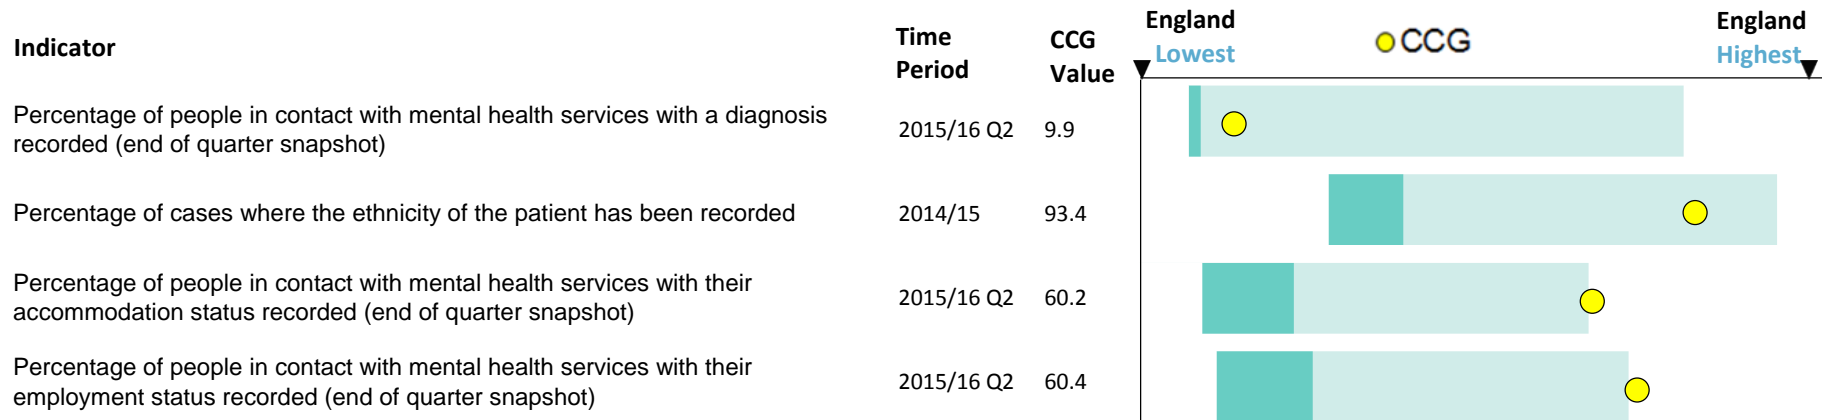 Indicator
Time
Period
CCG
Value
England
Lowest
CCG
England
Highest
Percentage of people in contact with mental health services with a diagnosis
recorded (end of quarter snapshot)
2015/16 Q2
9.9
Percentage of cases where the ethnicity of the patient has been recorded
2014/15
93.4
Percentage of people in contact with mental health services with their
accommodation status recorded (end of quarter snapshot)
2015/16 Q2
60.2
Percentage of people in contact with mental health services with their
employment status recorded (end of quarter snapshot)
2015/16 Q2
60.4